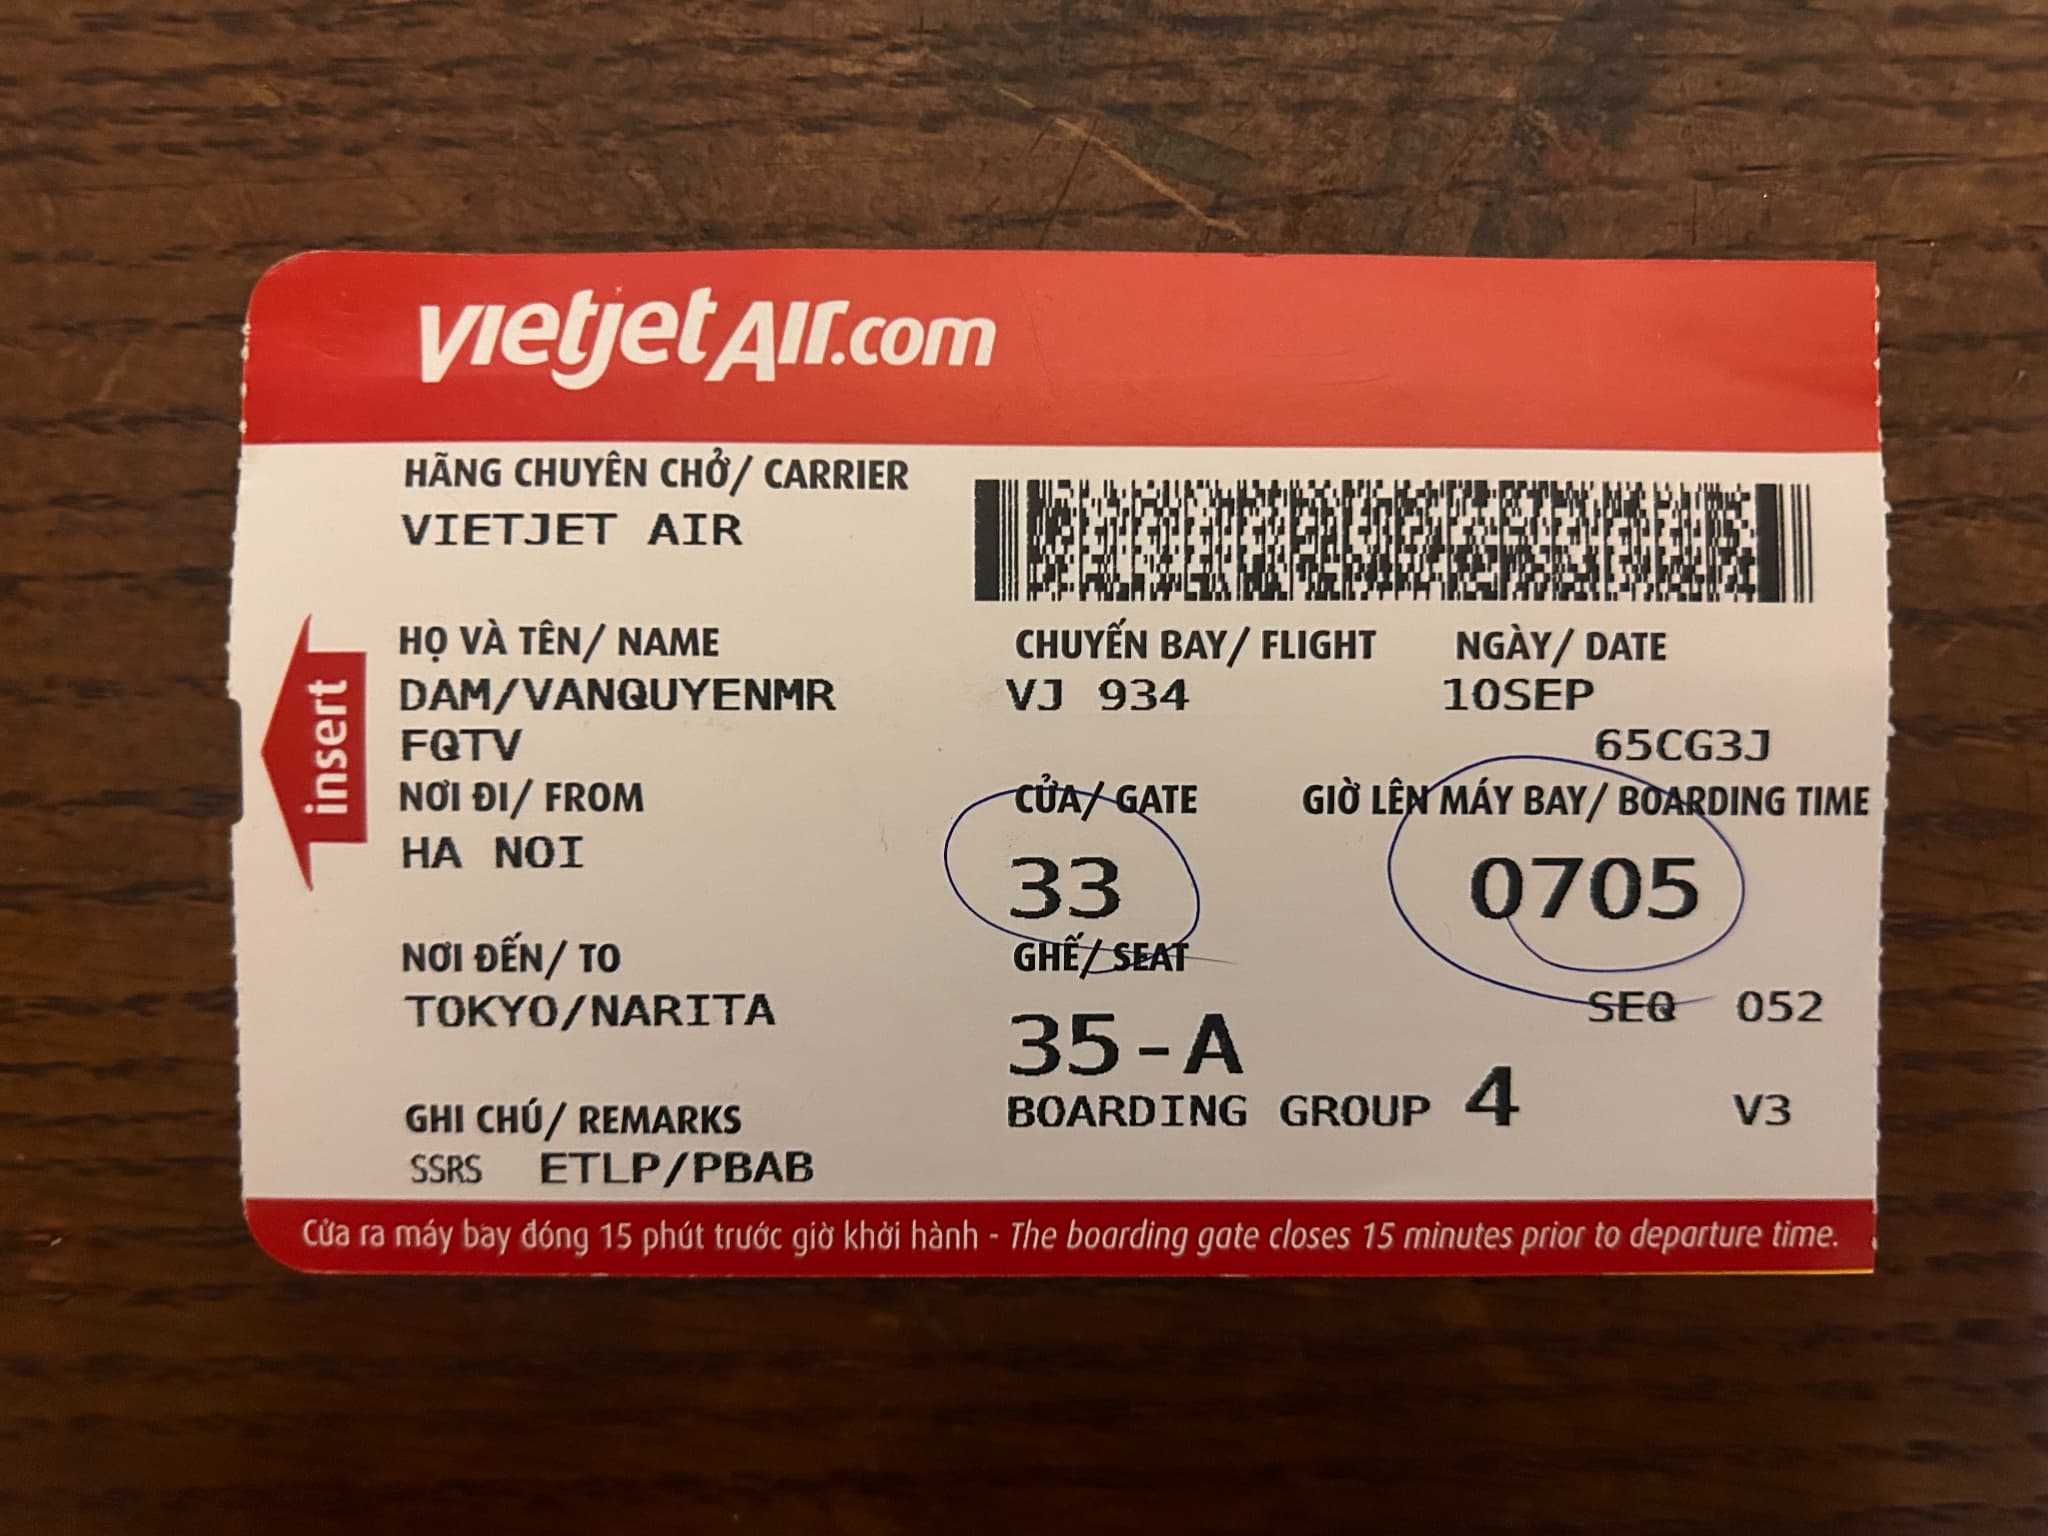 vietjetAir.com
HÃNG CHUYÊN CHỞ/ CARRIER
VIETJET AIR
HỌ VÀ TÊN/ NAME
DAM/VANQUYENMR
FQTV
CHUYẾN BAY/ FLIGHT
VJ 934
NGÀY/ DATE
10SEP
65CG3J
insert
NƠI ĐI/ FROM
HA NOI
CỬA/ GATE
33
GIỜ LÊN MÁY BAY/ BOARDING TIME
0705
NƠI ĐẾN/ TO
TOKYO/NARITA
GHẾ/ SEAT
35-A
SEQ 052
BOARDING GROUP 4 V3
GHI CHÚ/ REMARKS
SSRS ETLP/PBAB
Cửa ra máy bay đóng 15 phút trước giờ khởi hành - The boarding gate closes 15 minutes prior to departure time.